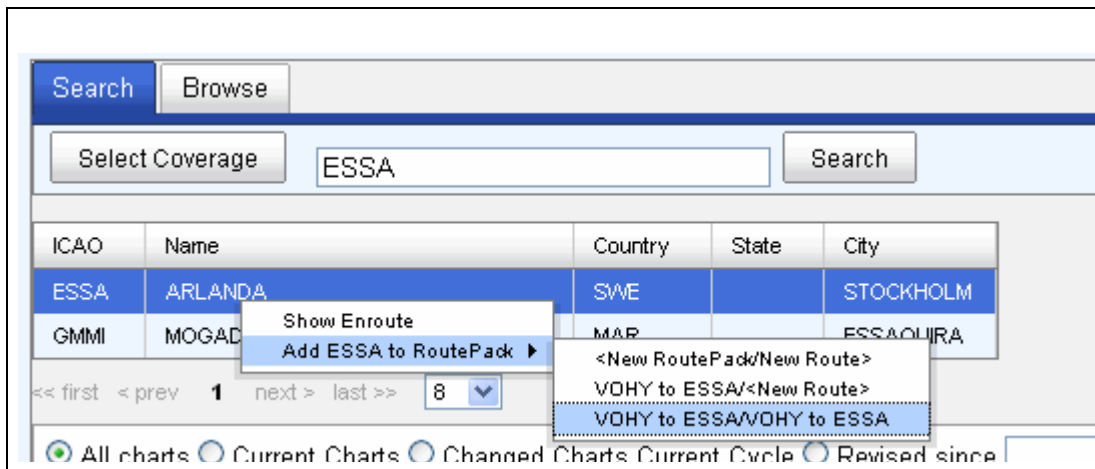 Search Browse
Select Coverage ESSA Search
ICAO Name Country State City
ESSA ARLANDA SWE STOCKHOLM
GMMI MOGAD MAR ESSAOUIRA
Show Enroute
Add ESSA to RoutePack
<New RoutePack/New Route>
VOHY to ESSA/<New Route>
VOHY to ESSA/VOHY to ESSA
<< first < prev 1 next > last >> 8
All charts Current Charts Changed Charts Current Cycle Revised since